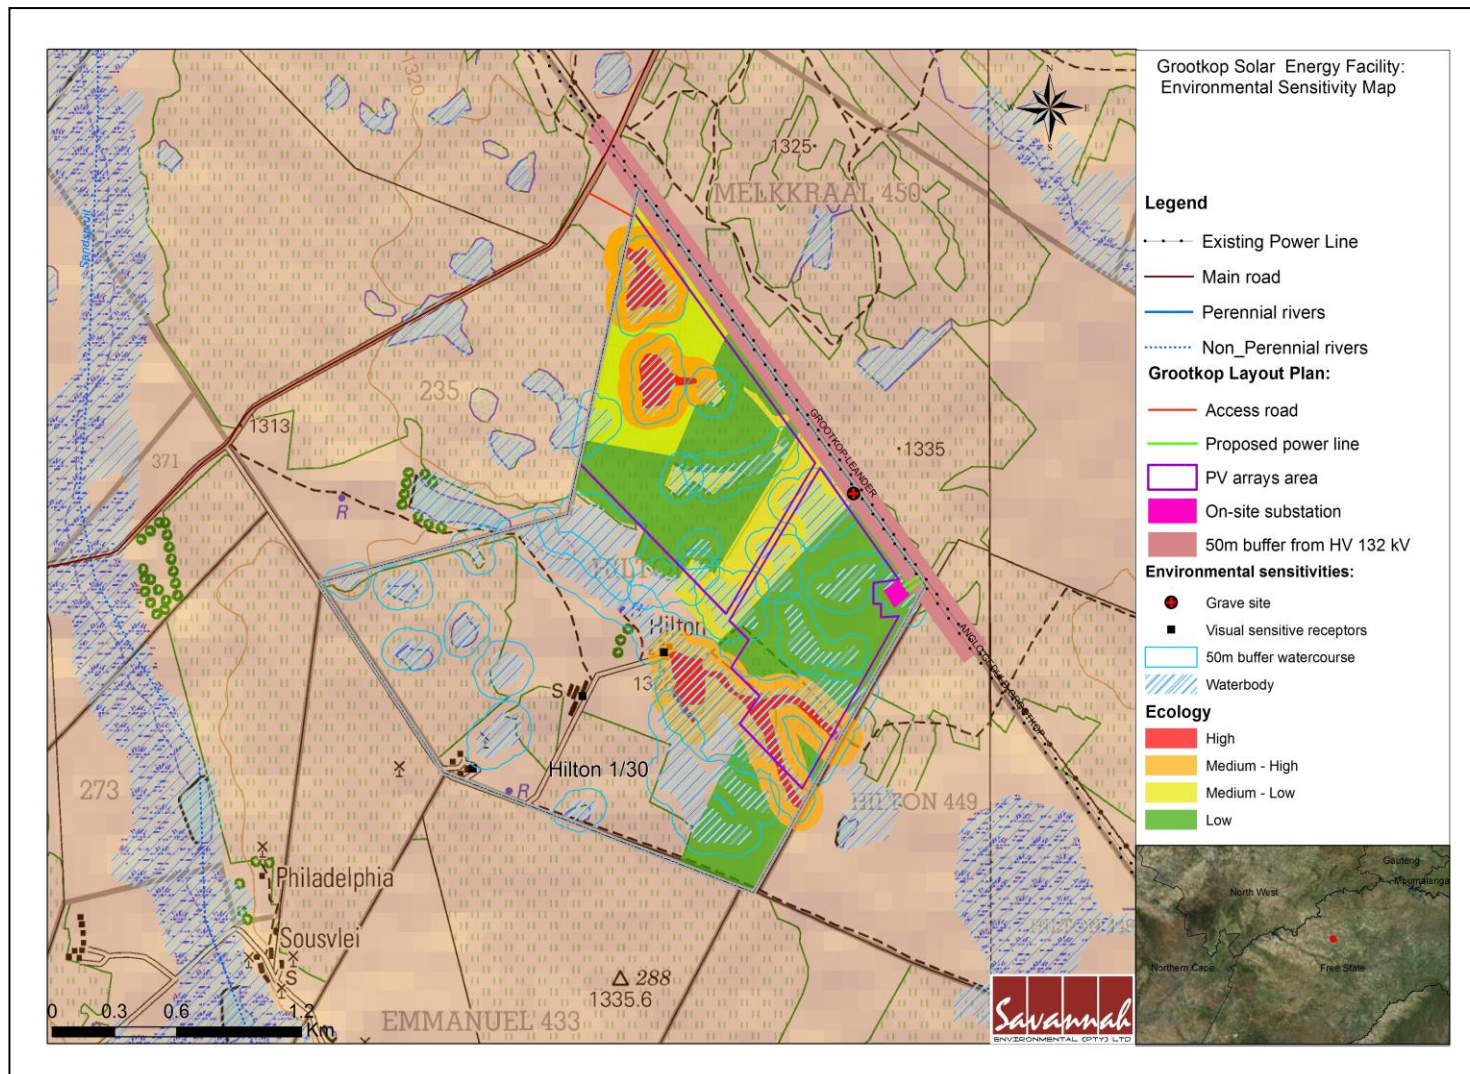 Grootkop Solar Energy Facility:
Environmental Sensitivity Map
N
W
E
S
Legend
Existing Power Line
Main road
Perennial rivers
Non_Perennial rivers
Grootkop Layout Plan:
Access road
Proposed power line
PV arrays area
On-site substation
50m buffer from HV 132 kV
Environmental sensitivities:
Grave site
Visual sensitive receptors
50m buffer watercourse
Waterbody
Ecology
High
Medium - High
Medium - Low
Low
Gauteng
Mpumalanga
North West
Northern Cape
Free State
1320
1325
MELKKRAAL 450
Sandspruit
235
1313
371
R
GROOTKOP-LEANDER
1335
HILTON
Hilton
S
Hilton 1/30
R
HILTON 449
HILTON 449
273
Philadelphia
Sousvlei
S
288
1335.6
EMMANUEL 433
0 0.3 0.6 1.2
Km
Savannah
ENVIRONMENTAL (PTY) LTD